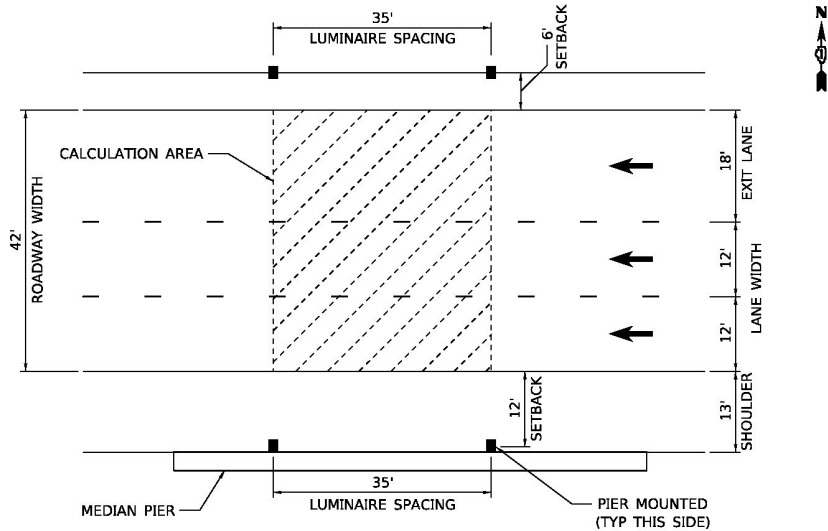 35'
LUMINAIRE SPACING
6'
SETBACK
N
CALCULATION AREA
42'
ROADWAY WIDTH
18'
EXIT LANE
12'
12'
LANE WIDTH
13'
SHOULDER
12'
SETBACK
35'
LUMINAIRE SPACING
MEDIAN PIER
PIER MOUNTED
(TYP THIS SIDE)